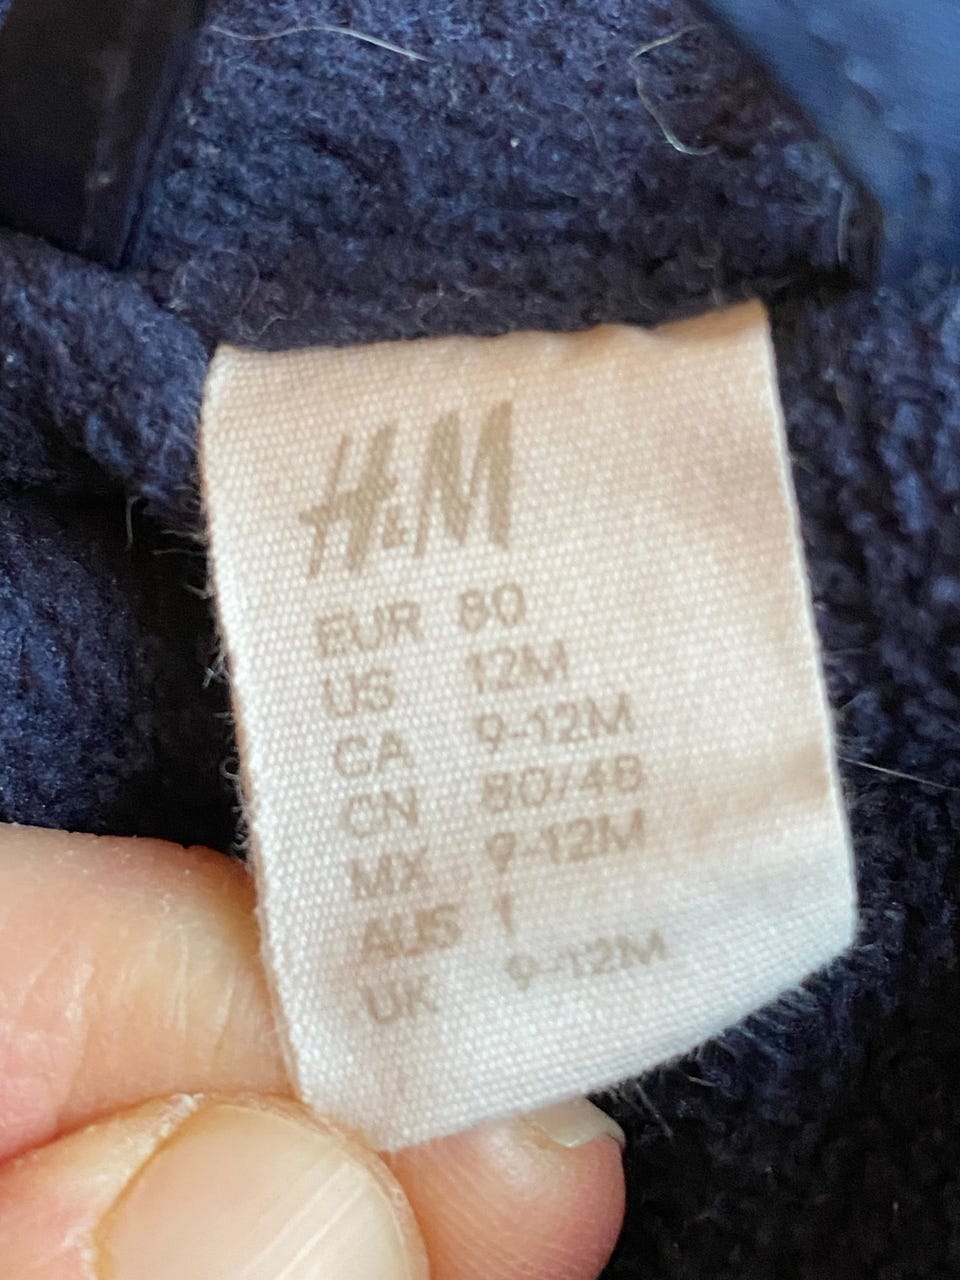 H&M
EUR 80
US 12M
CA 9-12M
CN 80/48
MX 9-12M
AUS 1
UK 9-12M